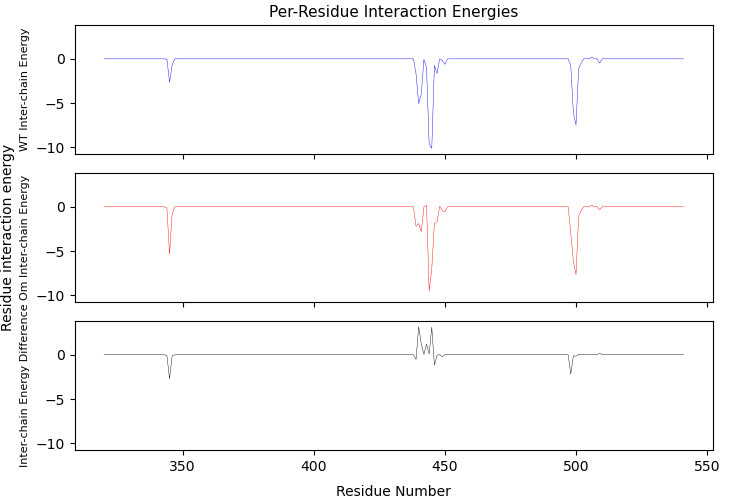 Per-Residue Interaction Energies
Residue interaction energy
WT Inter-chain Energy
0
−5
−10
Om Inter-chain Energy
0
−5
−10
Inter-chain Energy Difference
0
−5
−10
350
400
450
500
550
Residue Number